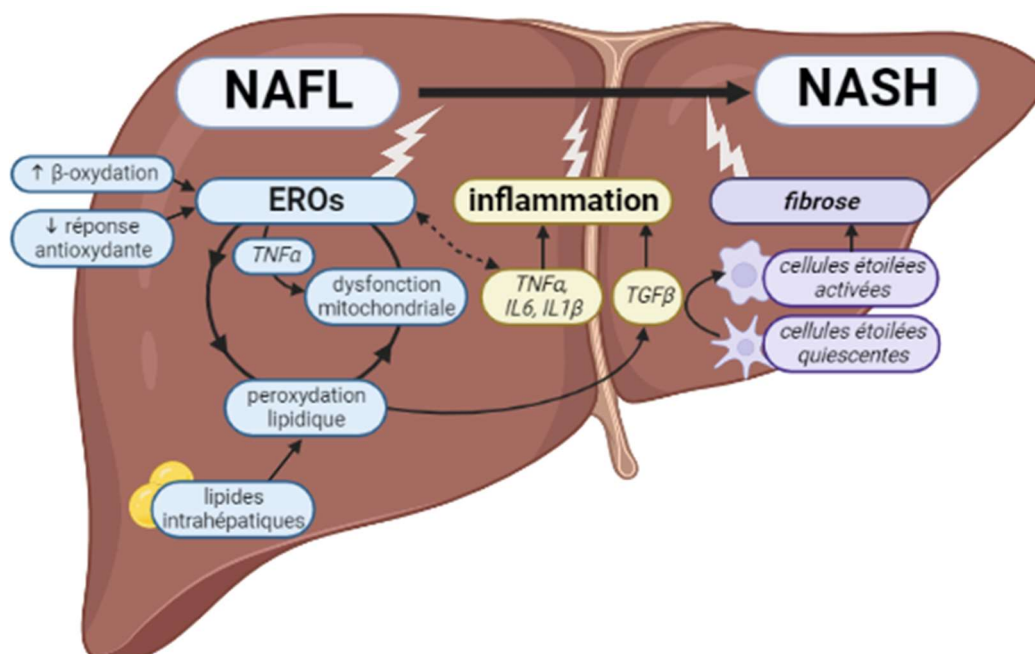 NAFL
NASH
↑ β-oxydation
↓ réponse
antioxydante
EROs
TNFα
dysfonction
mitochondriale
peroxydation
lipidique
lipides
intrahépatiques
inflammation
TNFα,
IL6, IL1β
TGFβ
fibrose
cellules étoilées
activées
cellules étoilées
quiescentes